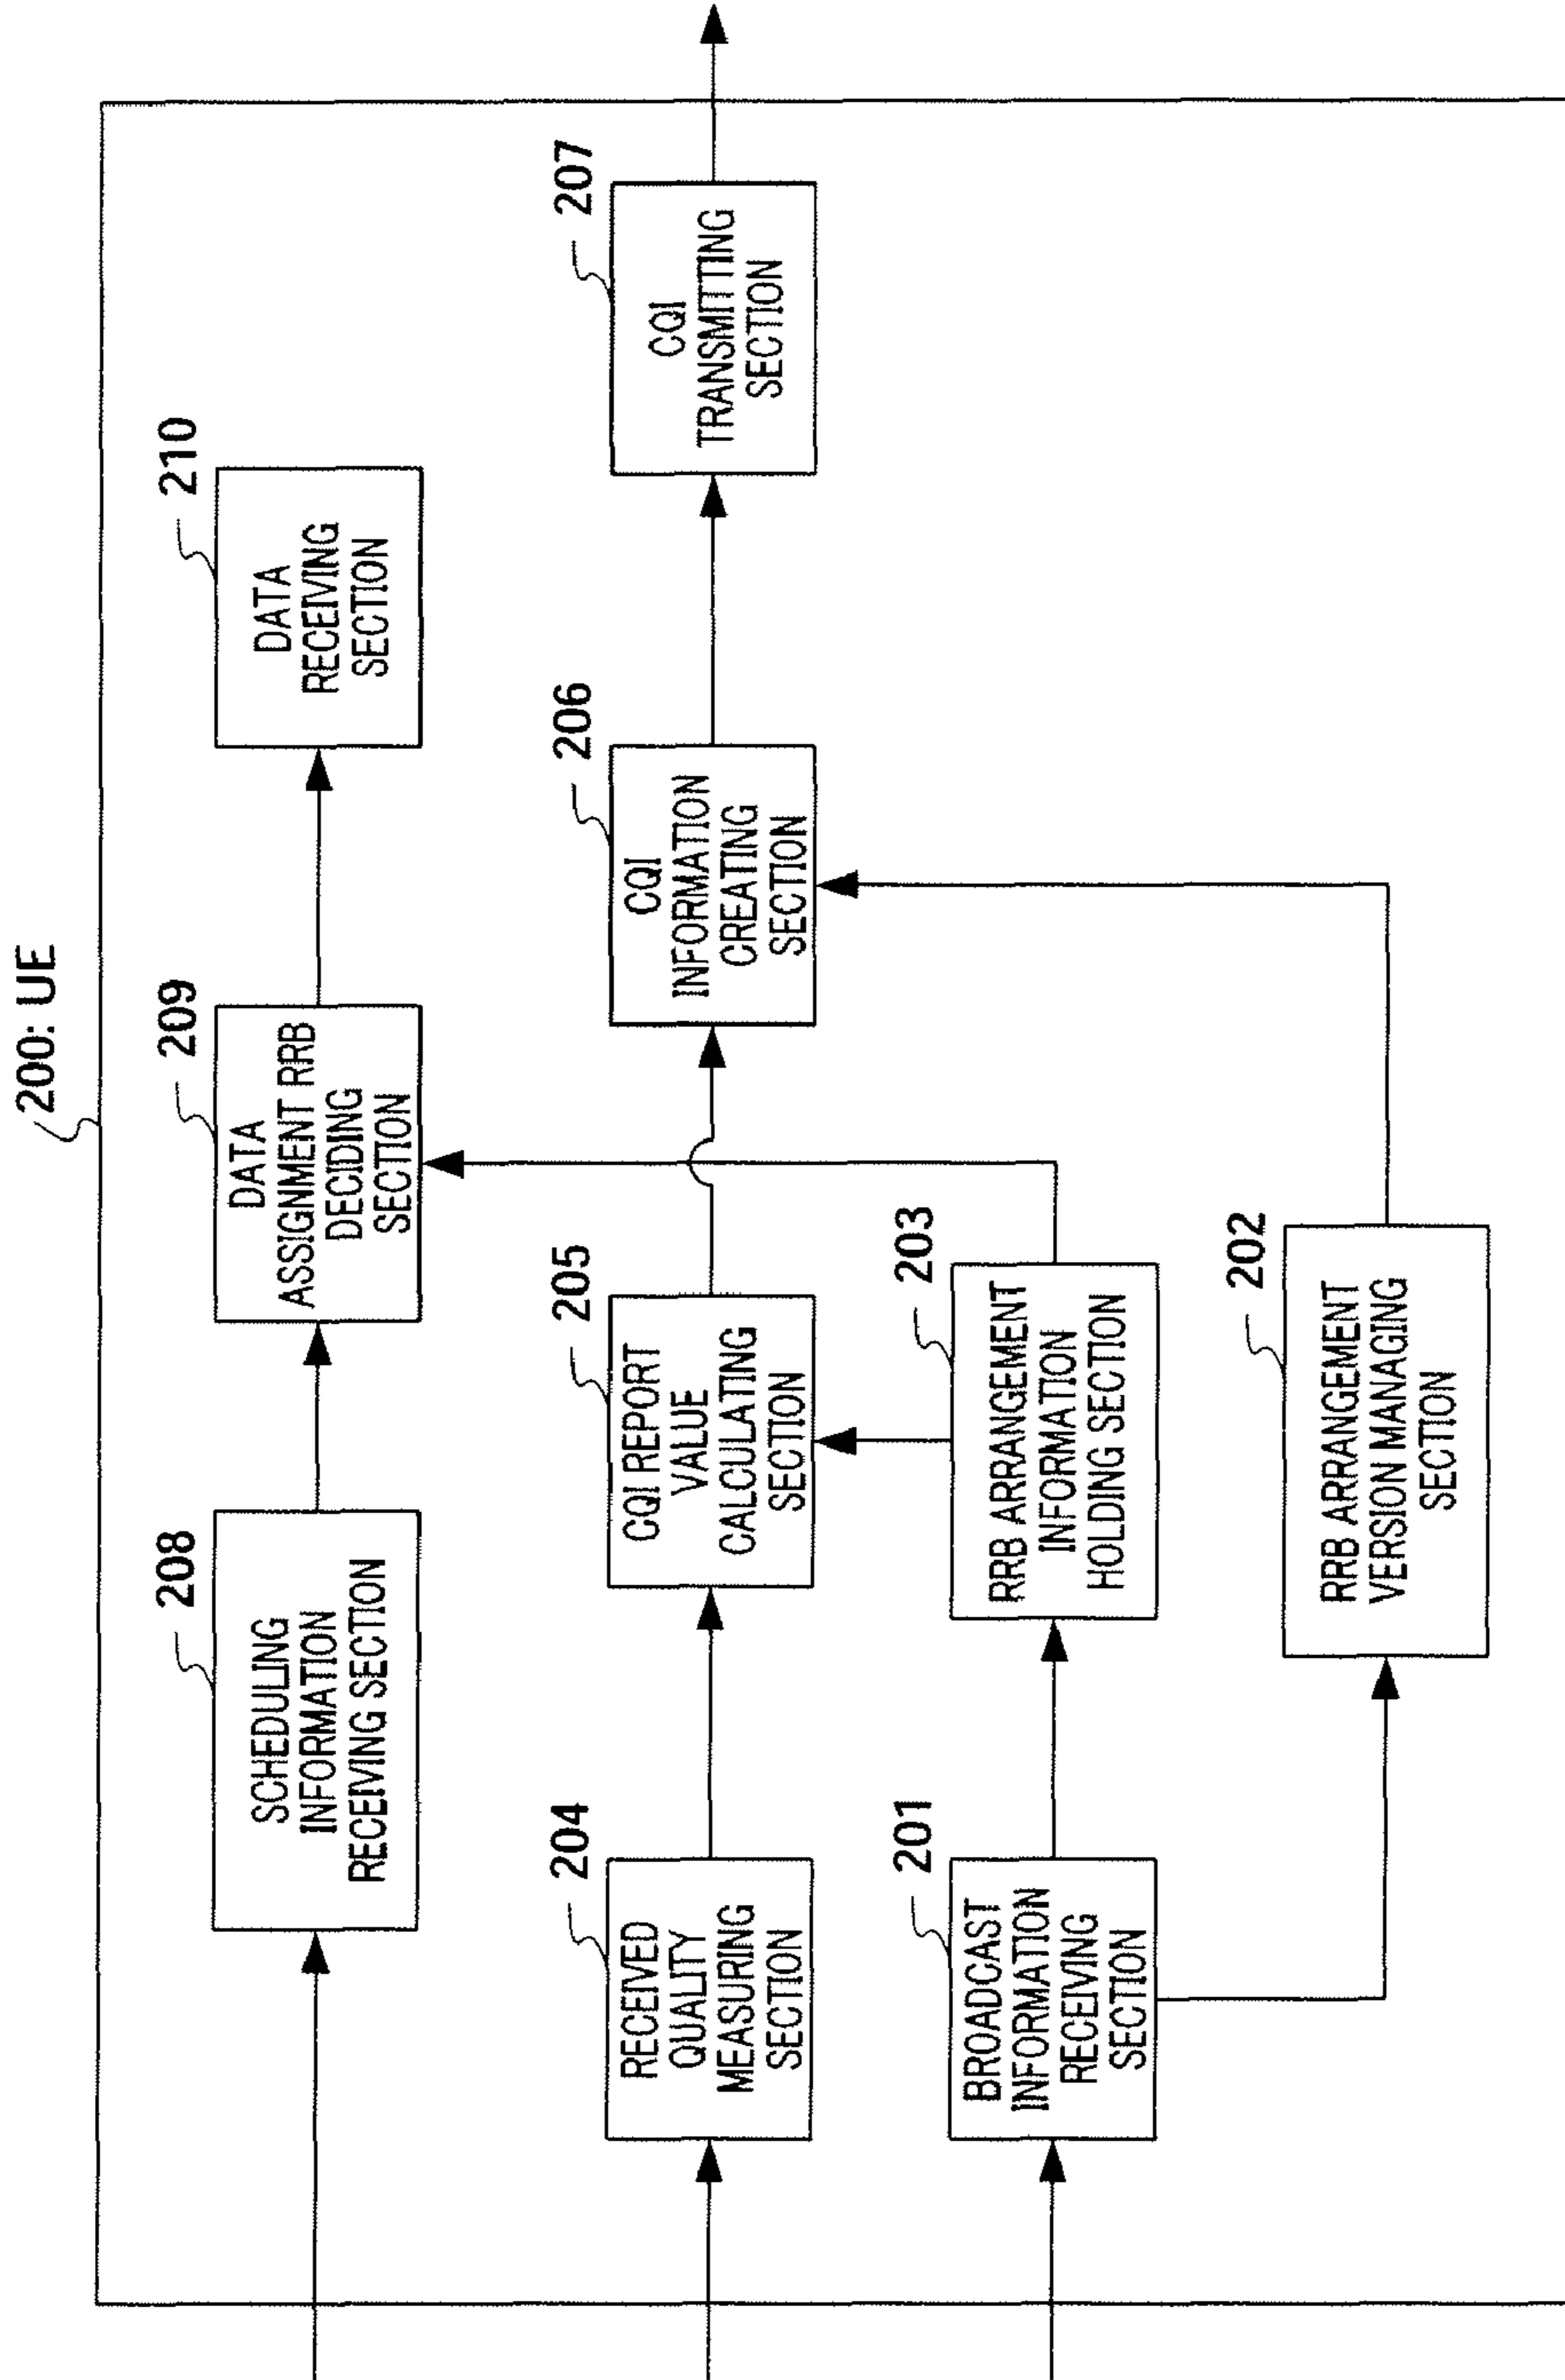 200: UE
208
SCHEDULING
INFORMATION
RECEIVING SECTION
209
DATA
ASSIGNMENT RRB
DECIDING
SECTION
210
DATA
RECEIVING
SECTION
204
RECEIVED
QUALITY
MEASURING
SECTION
205
CQI REPORT
VALUE
CALCULATING
SECTION
206
CQI
INFORMATION
CREATING
SECTION
207
CQI
TRANSMITTING
SECTION
201
BROADCAST
INFORMATION
RECEIVING
SECTION
203
RRB ARRANGEMENT
INFORMATION
HOLDING SECTION
202
RRB ARRANGEMENT
VERSION MANAGING
SECTION